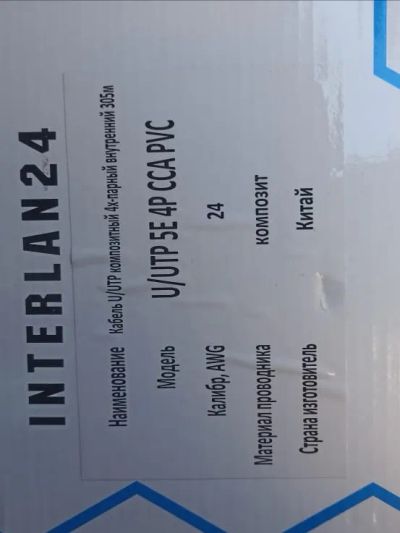 INTERLAN24
Наименование Кабель U/UTP композитный 4х-парный внутренний 305м
Модель U/UTP 5E 4P CCA PVC
Калибр, AWG 24
Материал проводника композит
Страна изготовитель Китай